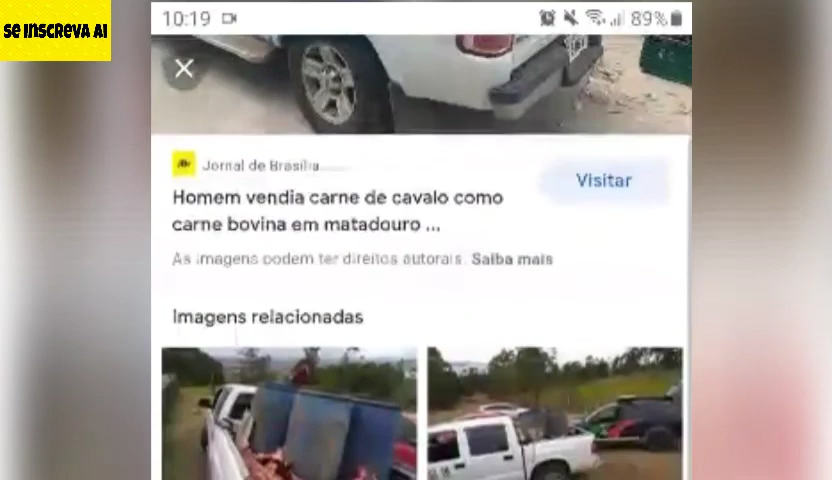 SE INSCREVA AI
10:19
89%
Jornal de Brasília
Visitar
Homem vendia carne de cavalo como
carne bovina em matadouro ...
As imagens podem ter direitos autorais. Saiba mais
Imagens relacionadas